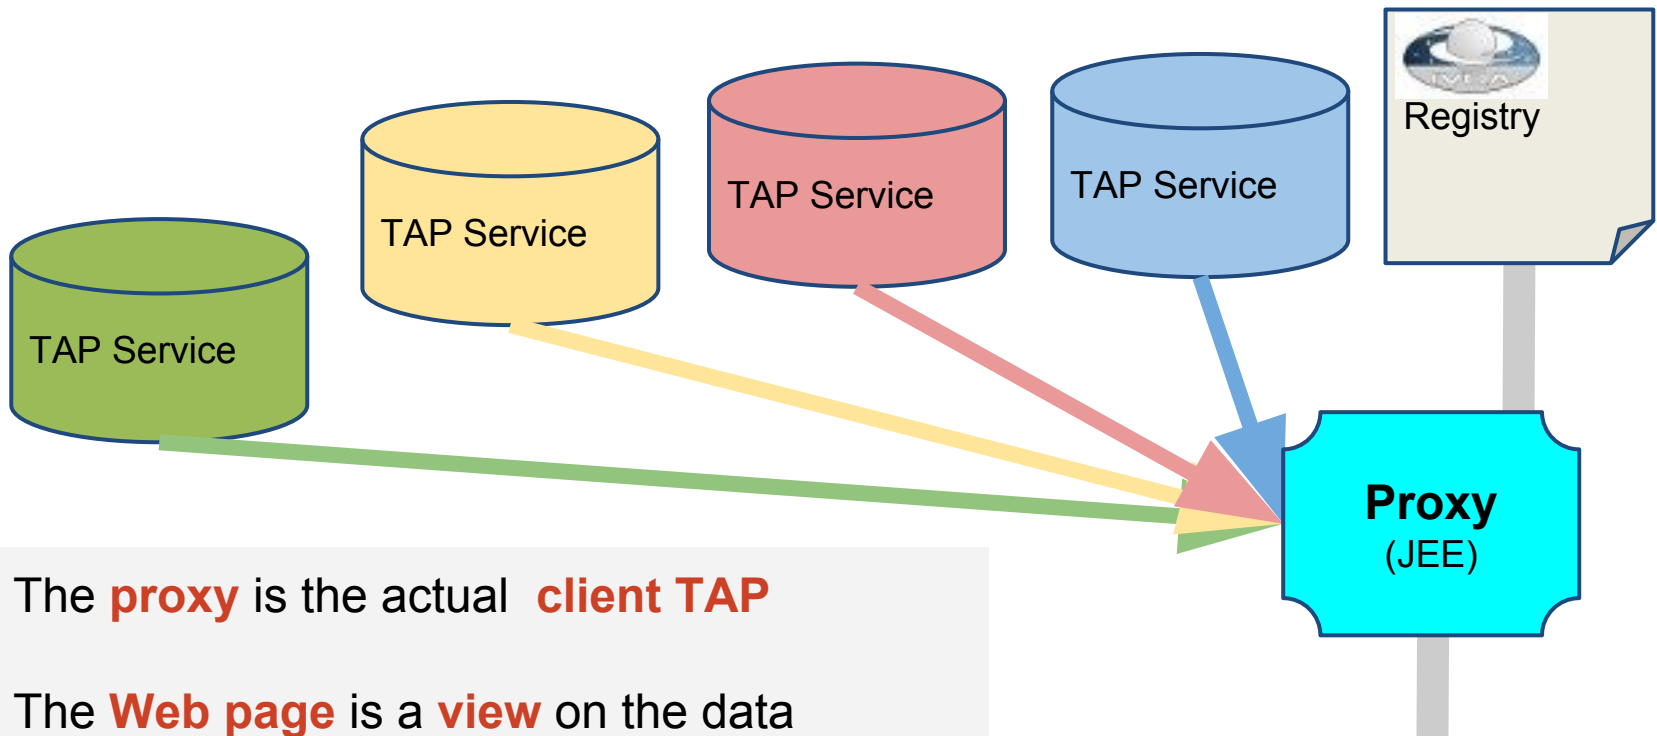 TAP Service
TAP Service
TAP Service
TAP Service
IVOA
Registry
Proxy
(JEE)
The proxy is the actual client TAP
The Web page is a view on the data